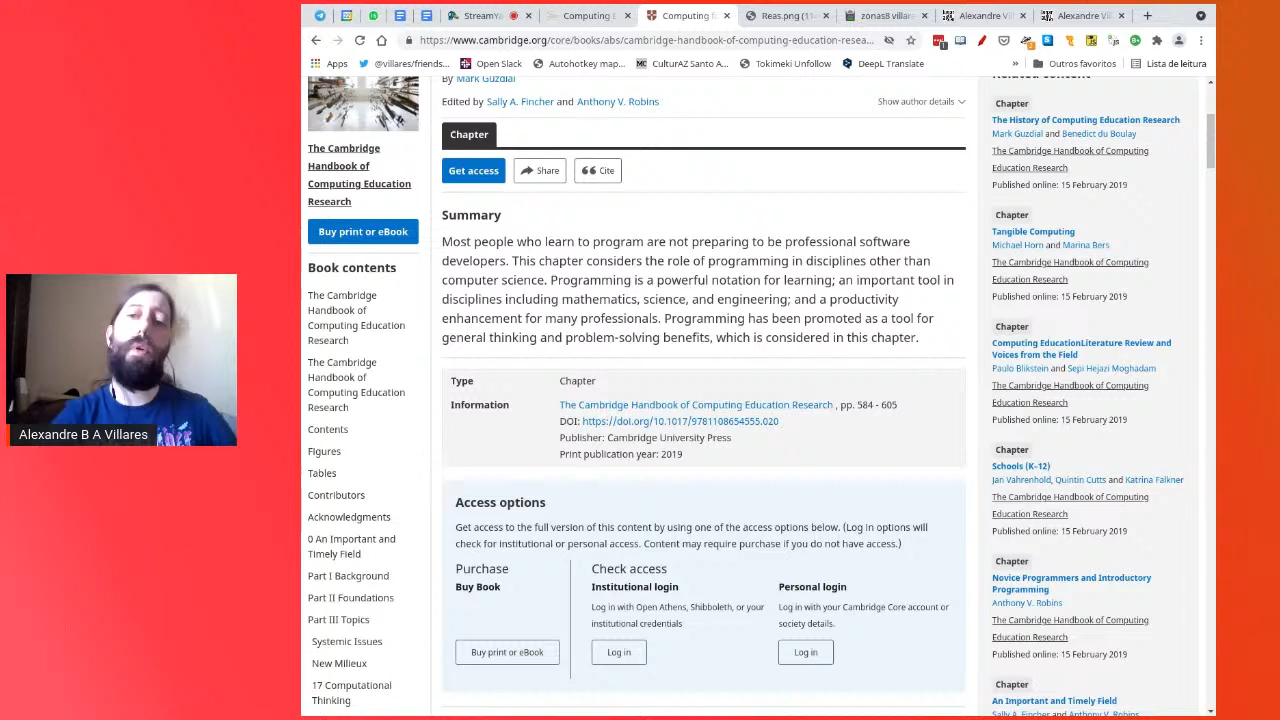 StreamYa
Computing E
Computing f
Reas.png (11
zonas8 villare
Alexandre Vil
Alexandre Vil
https://www.cambridge.org/core/books/abs/cambridge-handbook-of-computing-education-resea...
Apps
@villares/friends...
Open Slack
Autohotkey map...
CulturAZ Santo A...
Tokimeki Unfollow
DeepL Translate
»
Outros favoritos
Lista de leitura
By Mark Guzdial
Edited by Sally A. Fincher and Anthony V. Robins
Show author details
Chapter
Get access
Share
Cite
Summary
Most people who learn to program are not preparing to be professional software
developers. This chapter considers the role of programming in disciplines other than
computer science. Programming is a powerful notation for learning; an important tool in
disciplines including mathematics, science, and engineering; and a productivity
enhancement for many professionals. Programming has been promoted as a tool for
general thinking and problem-solving benefits, which is considered in this chapter.
Type
Chapter
Information
The Cambridge Handbook of Computing Education Research , pp. 584 - 605
DOI: https://doi.org/10.1017/9781108654555.020
Publisher: Cambridge University Press
Print publication year: 2019
Access options
Get access to the full version of this content by using one of the access options below. (Log in options will
check for institutional or personal access. Content may require purchase if you do not have access.)
Purchase
Buy Book
Buy print or eBook
Check access
Institutional login
Log in with Open Athens, Shibboleth, or your
institutional credentials
Log in
Personal login
Log in with your Cambridge Core account or
society details.
Log in
The Cambridge
Handbook of
Computing Education
Research
Buy print or eBook
Book contents
The Cambridge
Handbook of
Computing Education
Research
The Cambridge
Handbook of
Computing Education
Research
Contents
Figures
Tables
Contributors
Acknowledgments
0 An Important and
Timely Field
Part I Background
Part II Foundations
Part III Topics
Systemic Issues
New Milieux
17 Computational
Thinking
Related content
Chapter
The History of Computing Education Research
Mark Guzdial and Benedict du Boulay
The Cambridge Handbook of Computing
Education Research
Published online: 15 February 2019
Chapter
Tangible Computing
Michael Horn and Marina Bers
The Cambridge Handbook of Computing
Education Research
Published online: 15 February 2019
Chapter
Computing EducationLiterature Review and
Voices from the Field
Paulo Blikstein and Sepi Hejazi Moghadam
The Cambridge Handbook of Computing
Education Research
Published online: 15 February 2019
Chapter
Schools (K–12)
Jan Vahrenhold, Quintin Cutts and Katrina Falkner
The Cambridge Handbook of Computing
Education Research
Published online: 15 February 2019
Chapter
Novice Programmers and Introductory
Programming
Anthony V. Robins
The Cambridge Handbook of Computing
Education Research
Published online: 15 February 2019
Chapter
An Important and Timely Field
Sally A. Fincher and Anthony V. Robins
Alexandre B A Villares